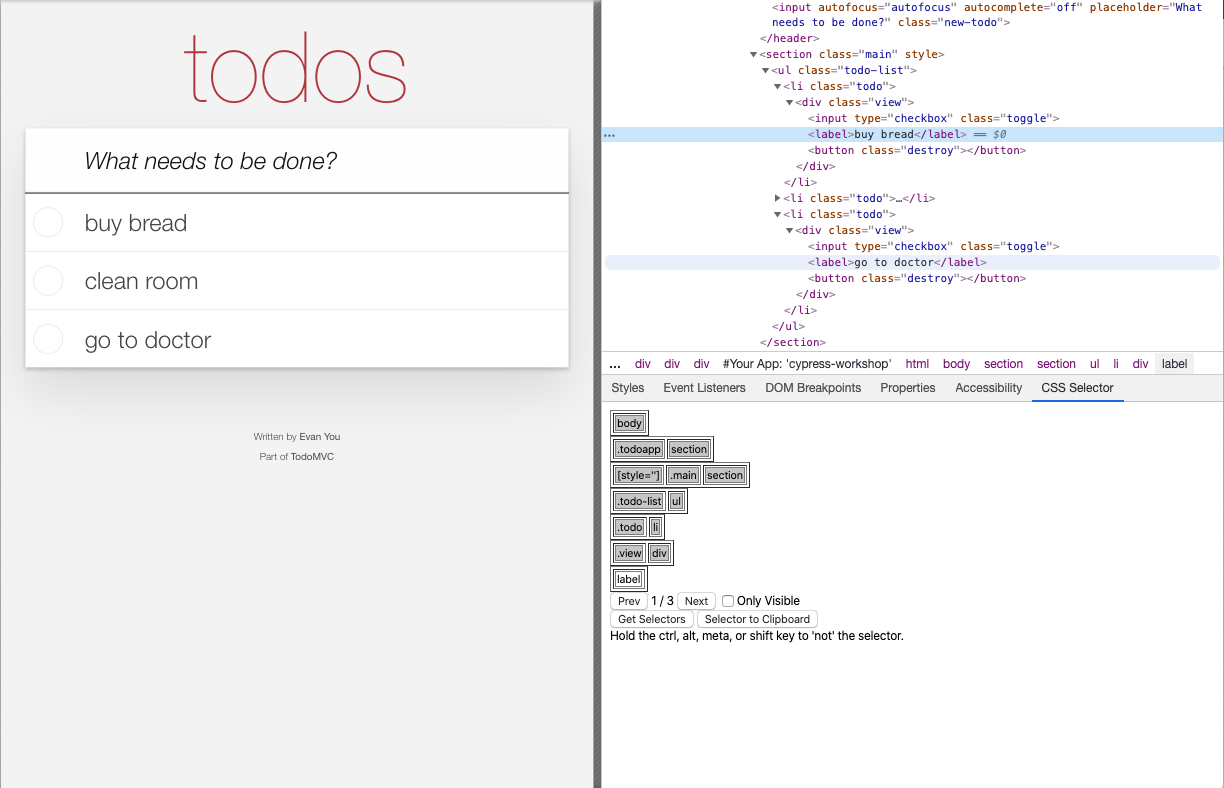 todos
What needs to be done?
buy bread
clean room
go to doctor
Written by Evan You
Part of TodoMVC
<input autofocus="autofocus" autocomplete="off" placeholder="What
needs to be done?" class="new-todo">
</header>
▼<section class="main" style>
▼<ul class="todo-list">
▼<li class="todo">
▼<div class="view">
<input type="checkbox" class="toggle">
… <label>buy bread</label> == $0
<button class="destroy"></button>
</div>
</li>
▶<li class="todo">…</li>
▼<li class="todo">
▼<div class="view">
<input type="checkbox" class="toggle">
<label>go to doctor</label>
<button class="destroy"></button>
</div>
</li>
</ul>
</section>
... div div div #Your App: 'cypress-workshop' html body section section ul li div label
Styles Event Listeners DOM Breakpoints Properties Accessibility CSS Selector
body
.todoapp section
[style=''] .main section
.todo-list ul
.todo li
.view div
label
Prev 1 / 3 Next Only Visible
Get Selectors Selector to Clipboard
Hold the ctrl, alt, meta, or shift key to 'not' the selector.